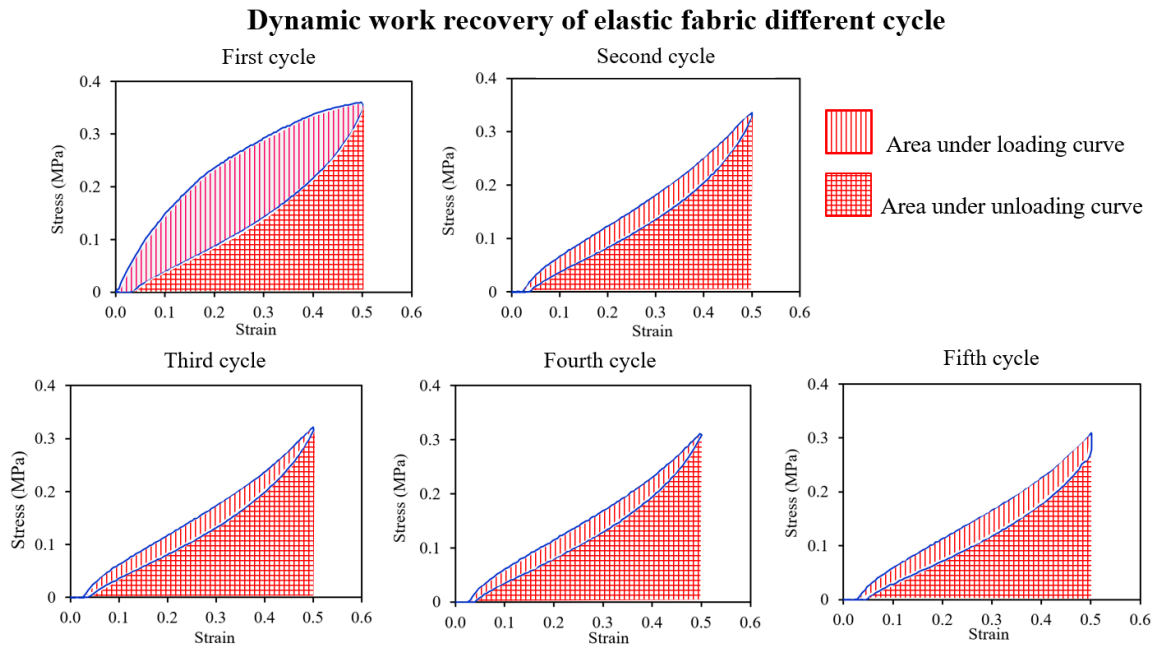 Dynamic work recovery of elastic fabric different cycle
First cycle
0.4
0.3
0.2
0.1
0
Stress (MPa)
0.0 0.1 0.2 0.3 0.4 0.5 0.6
Strain
Second cycle
0.4
0.3
0.2
0.1
0
Stress (MPa)
0.0 0.1 0.2 0.3 0.4 0.5 0.6
Strain
Area under loading curve
Area under unloading curve
Third cycle
0.4
0.3
0.2
0.1
0
Stress (MPa)
0.0 0.1 0.2 0.3 0.4 0.5 0.6
Strain
Fourth cycle
0.4
0.3
0.2
0.1
0
Stress (MPa)
0.0 0.1 0.2 0.3 0.4 0.5 0.6
Strain
Fifth cycle
0.4
0.3
0.2
0.1
0
Stress (MPa)
0.0 0.1 0.2 0.3 0.4 0.5 0.6
Strain